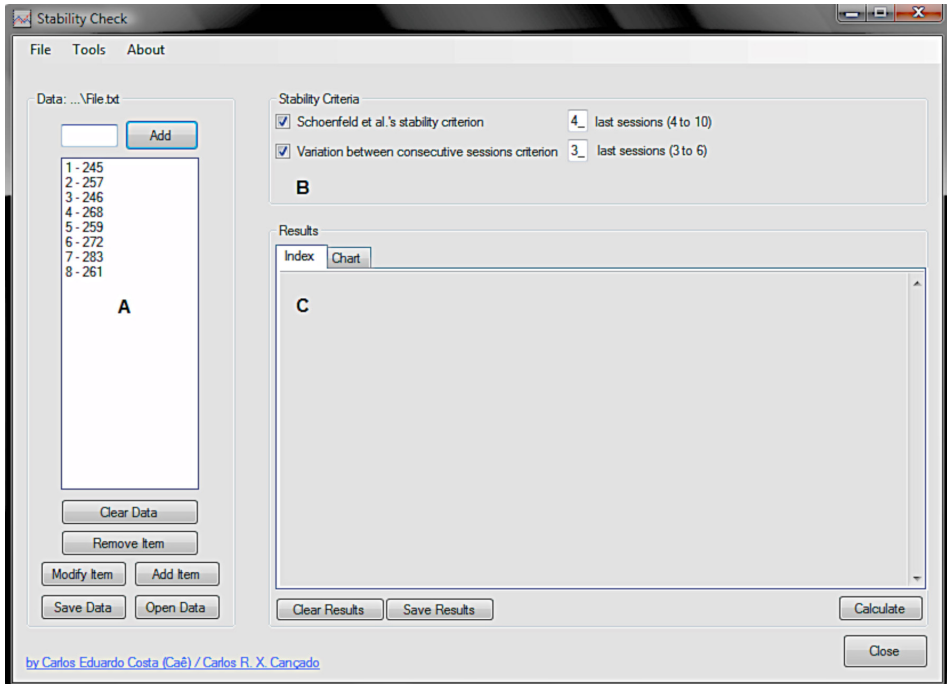 Stability Check
File Tools About
Data: ...\File.txt
Add
1 - 245
2 - 257
3 - 246
4 - 268
5 - 259
6 - 272
7 - 283
8 - 261
A
Clear Data
Remove Item
Modify Item Add Item
Save Data Open Data
Stability Criteria
Schoenfeld et al.'s stability criterion 4_ last sessions (4 to 10)
Variation between consecutive sessions criterion 3_ last sessions (3 to 6)
B
Results
Index Chart
C
Clear Results Save Results Calculate
Close
by Carlos Eduardo Costa (Caê) / Carlos R. X. Cançado